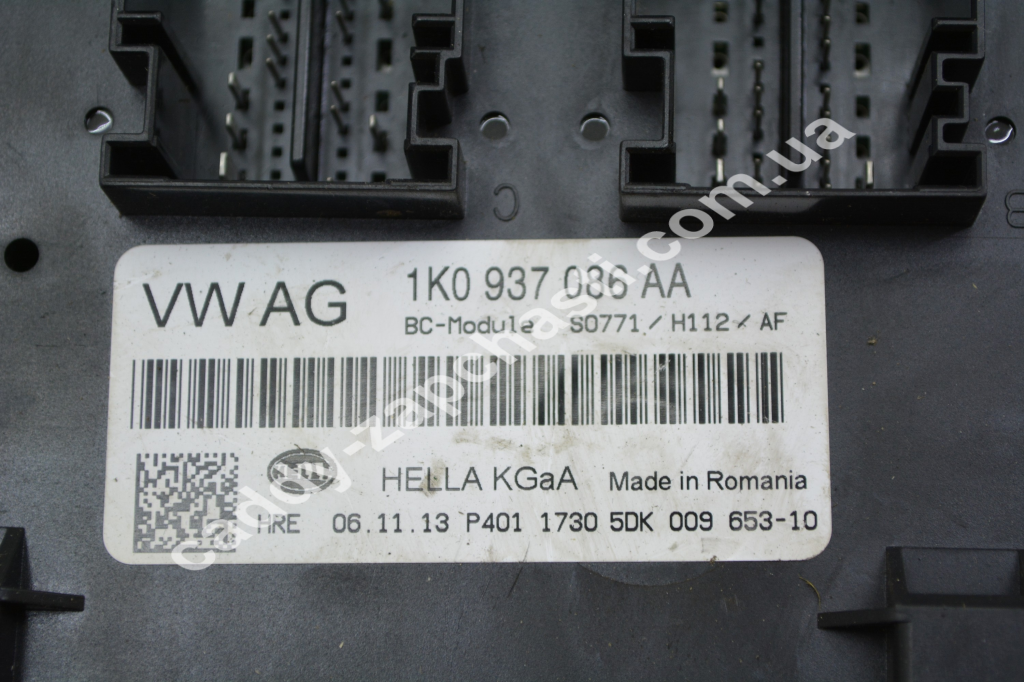 C
B
VW AG
1K0 937 086 AA
BC-Module S0771 / H112 / AF
HELLA KGaA Made in Romania
HRE 06.11.13 P401 1730 5DK 009 653-10
caddy-zapchasti.com.ua